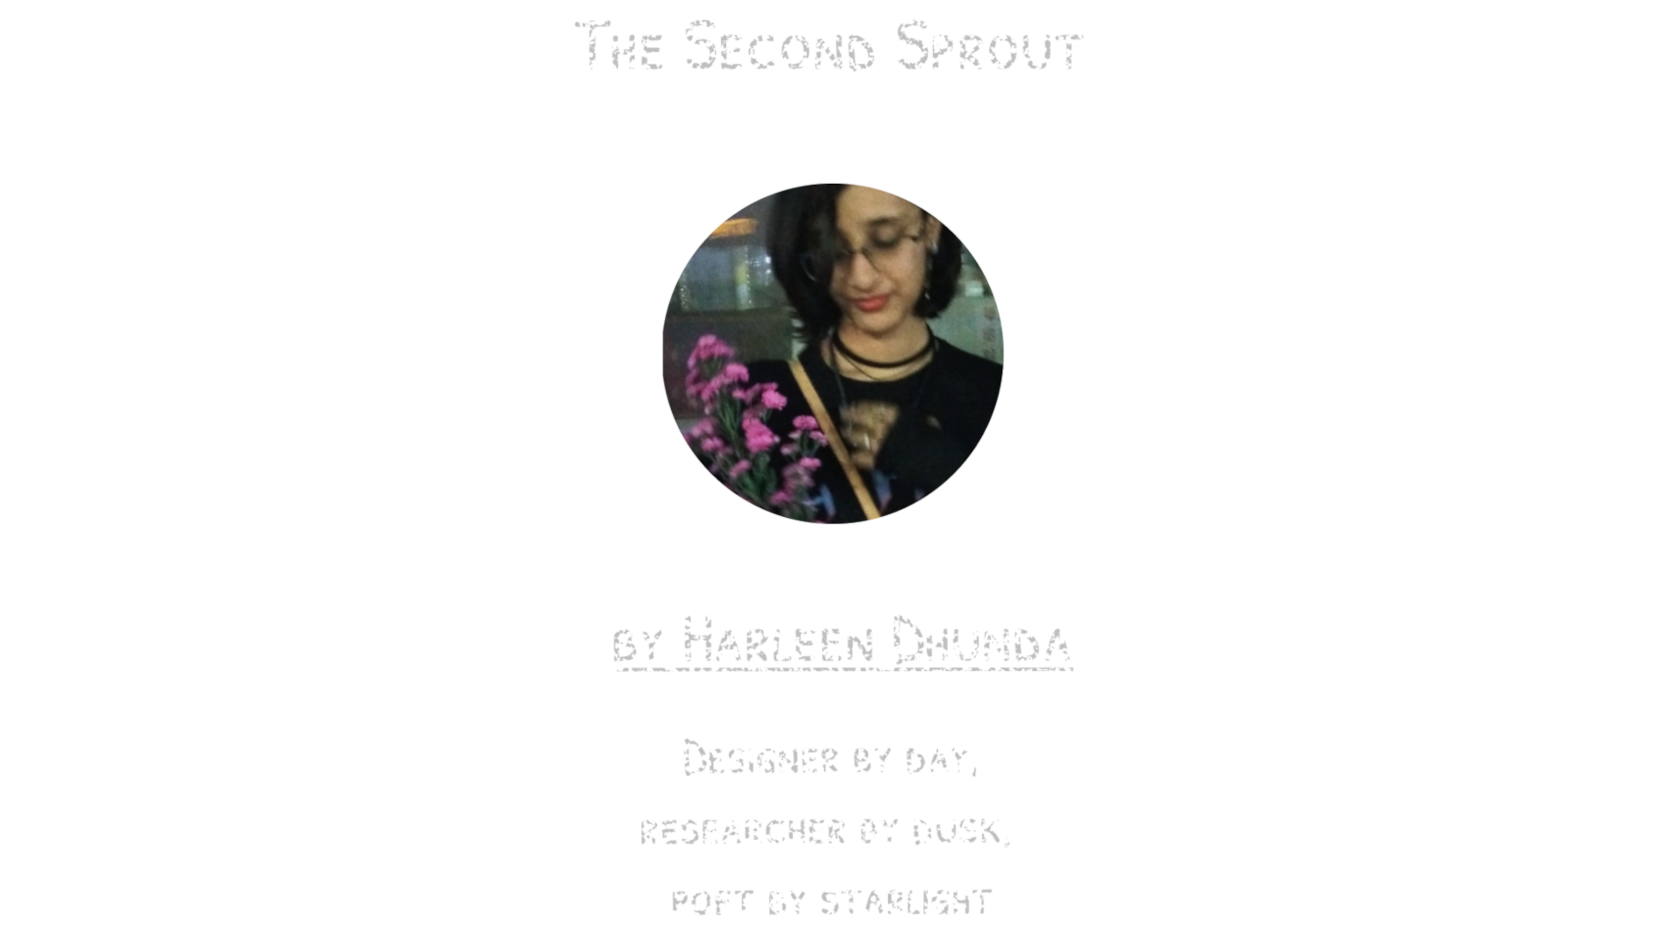 The Second Sprout
by Harleen Dhunda
Designer by day,
researcher by dusk,
poet by starlight